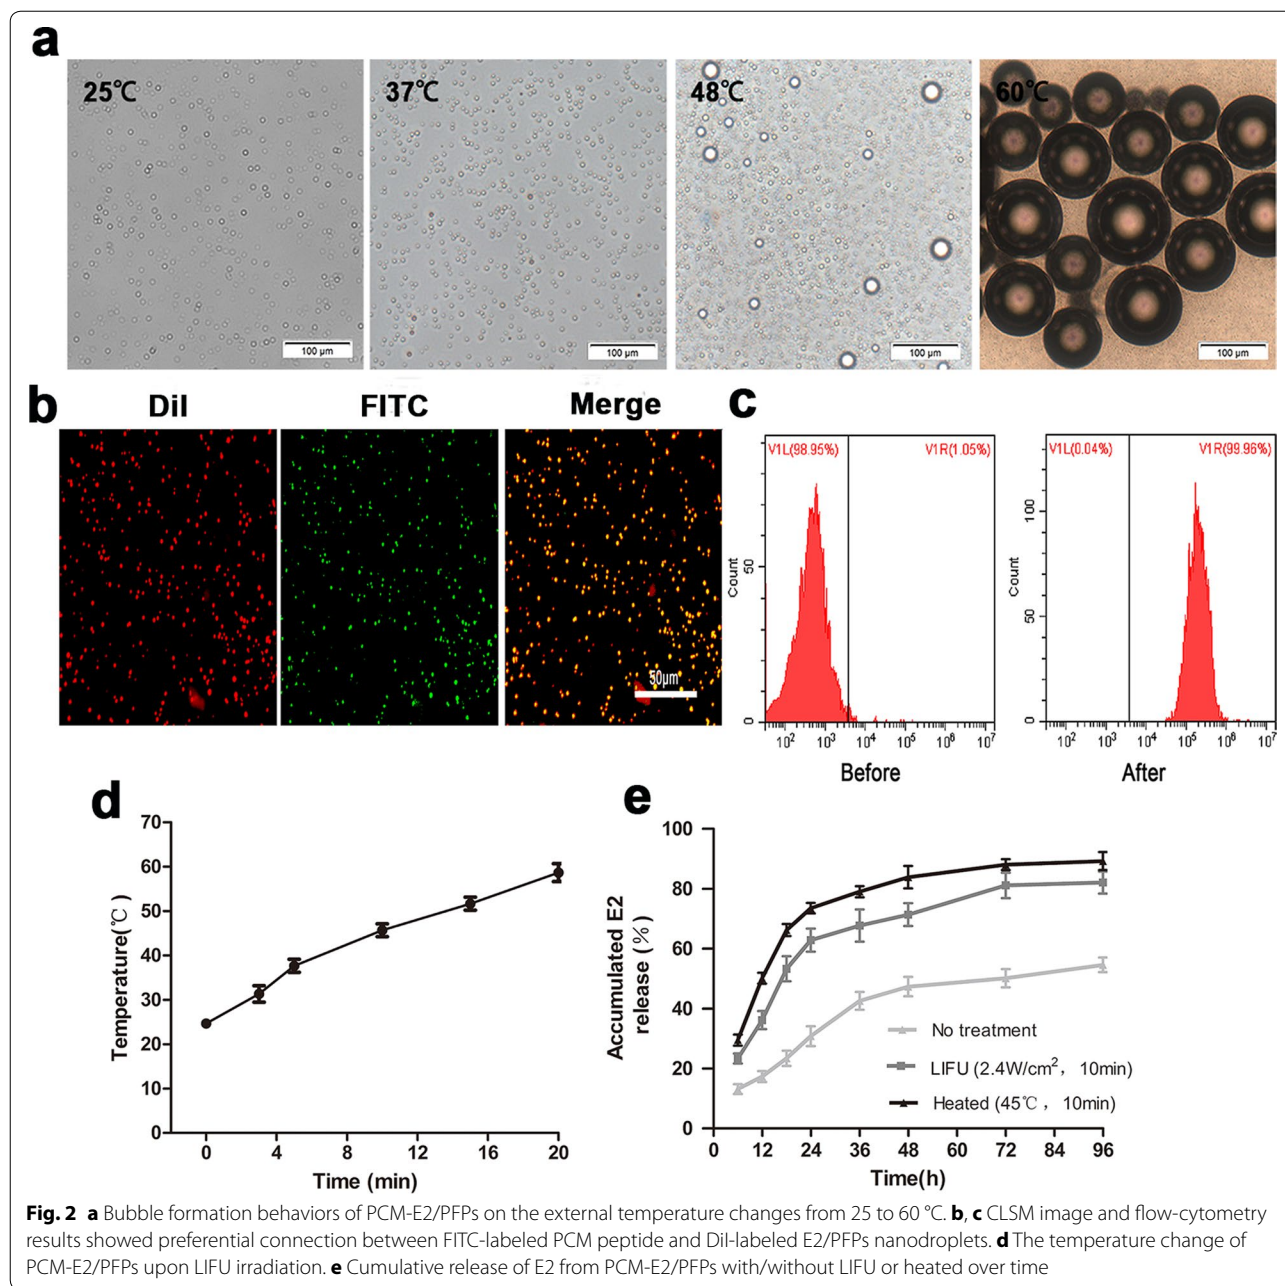 a
25℃
37℃
48℃
60℃
100 µm
100 µm
100 µm
100 µm
b
DiI
FITC
Merge
50µm
c
V1L(98.95%)
V1R(1.05%)
Count
50
0
10² 10³ 10⁴ 10⁵ 10⁶ 10⁷
Before
V1L(0.04%)
V1R(99.96%)
Count
100
50
0
10² 10³ 10⁴ 10⁵ 10⁶ 10⁷
After
d
Temperature(℃)
70
60
50
40
30
20
10
0
0 4 8 12 16 20
Time (min)
e
Accumulated E2
release (%)
100
80
60
40
20
0
No treatment
LIFU (2.4W/cm², 10min)
Heated (45℃, 10min)
0 12 24 36 48 60 72 84 96
Time(h)
Fig. 2 a Bubble formation behaviors of PCM-E2/PFPs on the external temperature changes from 25 to 60 °C. b, c CLSM image and flow-cytometry
results showed preferential connection between FITC-labeled PCM peptide and DiI-labeled E2/PFPs nanodroplets. d The temperature change of
PCM-E2/PFPs upon LIFU irradiation. e Cumulative release of E2 from PCM-E2/PFPs with/without LIFU or heated over time